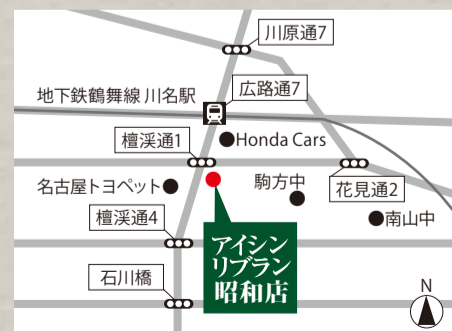 川原通7
地下鉄鶴舞線 川名駅
広路通7
檀渓通1
Honda Cars
名古屋トヨペット
駒方中
花見通2
南山中
檀渓通4
アイシン
リブラン
昭和店
石川橋
N